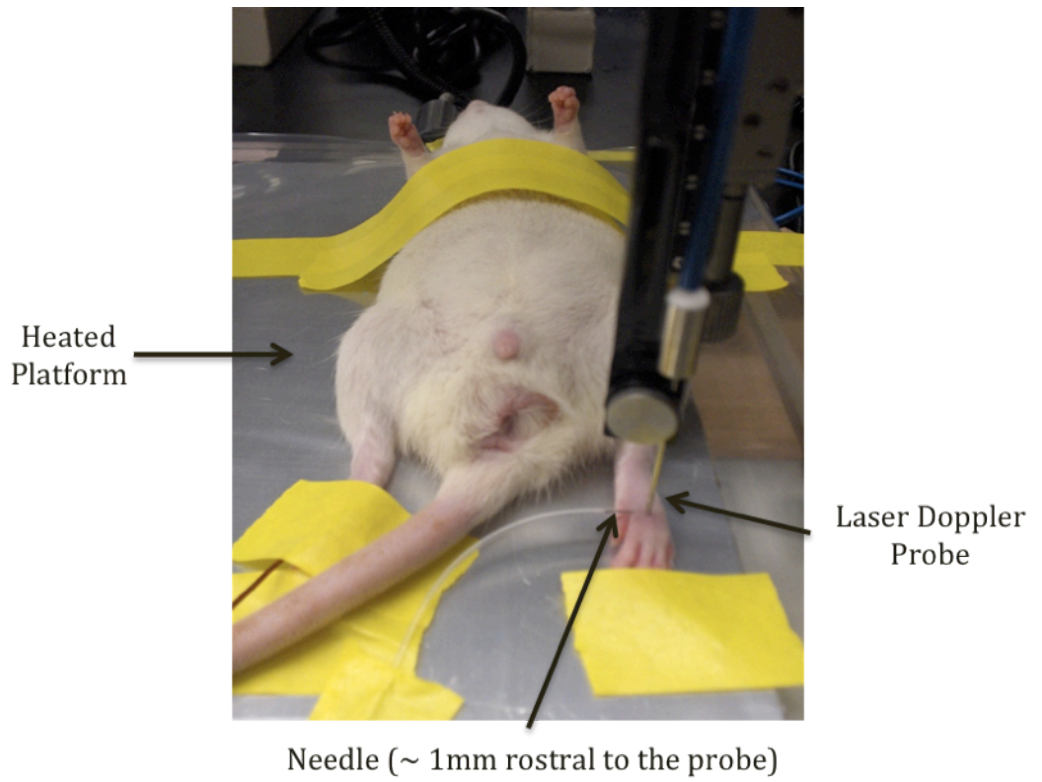 Heated
Platform
Laser Doppler
Probe
Needle (~ 1mm rostral to the probe)